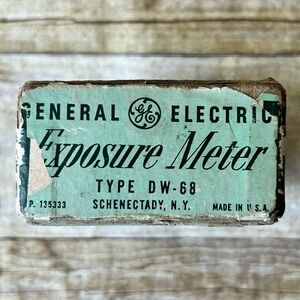 GENERAL GE ELECTRIC
Exposure Meter
TYPE DW-68
P. 135333 SCHENECTADY, N.Y. MADE IN U.S.A.